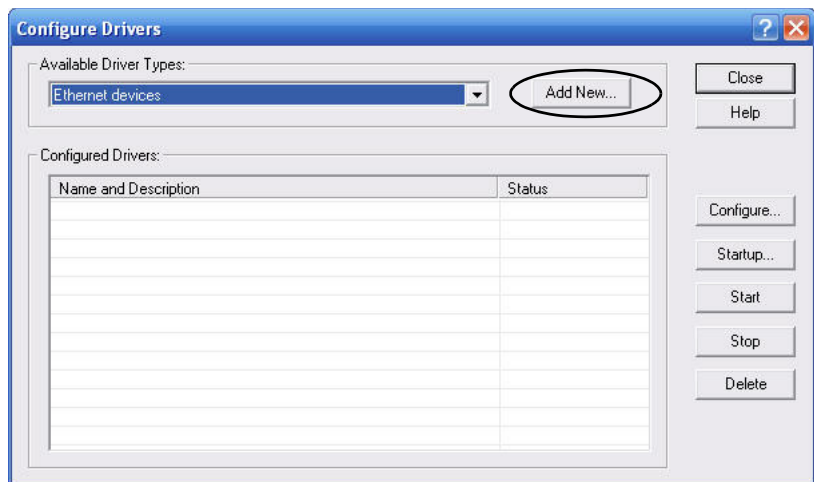 Configure Drivers
Available Driver Types:
Ethernet devices
Add New...
Close
Help
Configured Drivers:
Name and Description
Status
Configure...
Startup...
Start
Stop
Delete